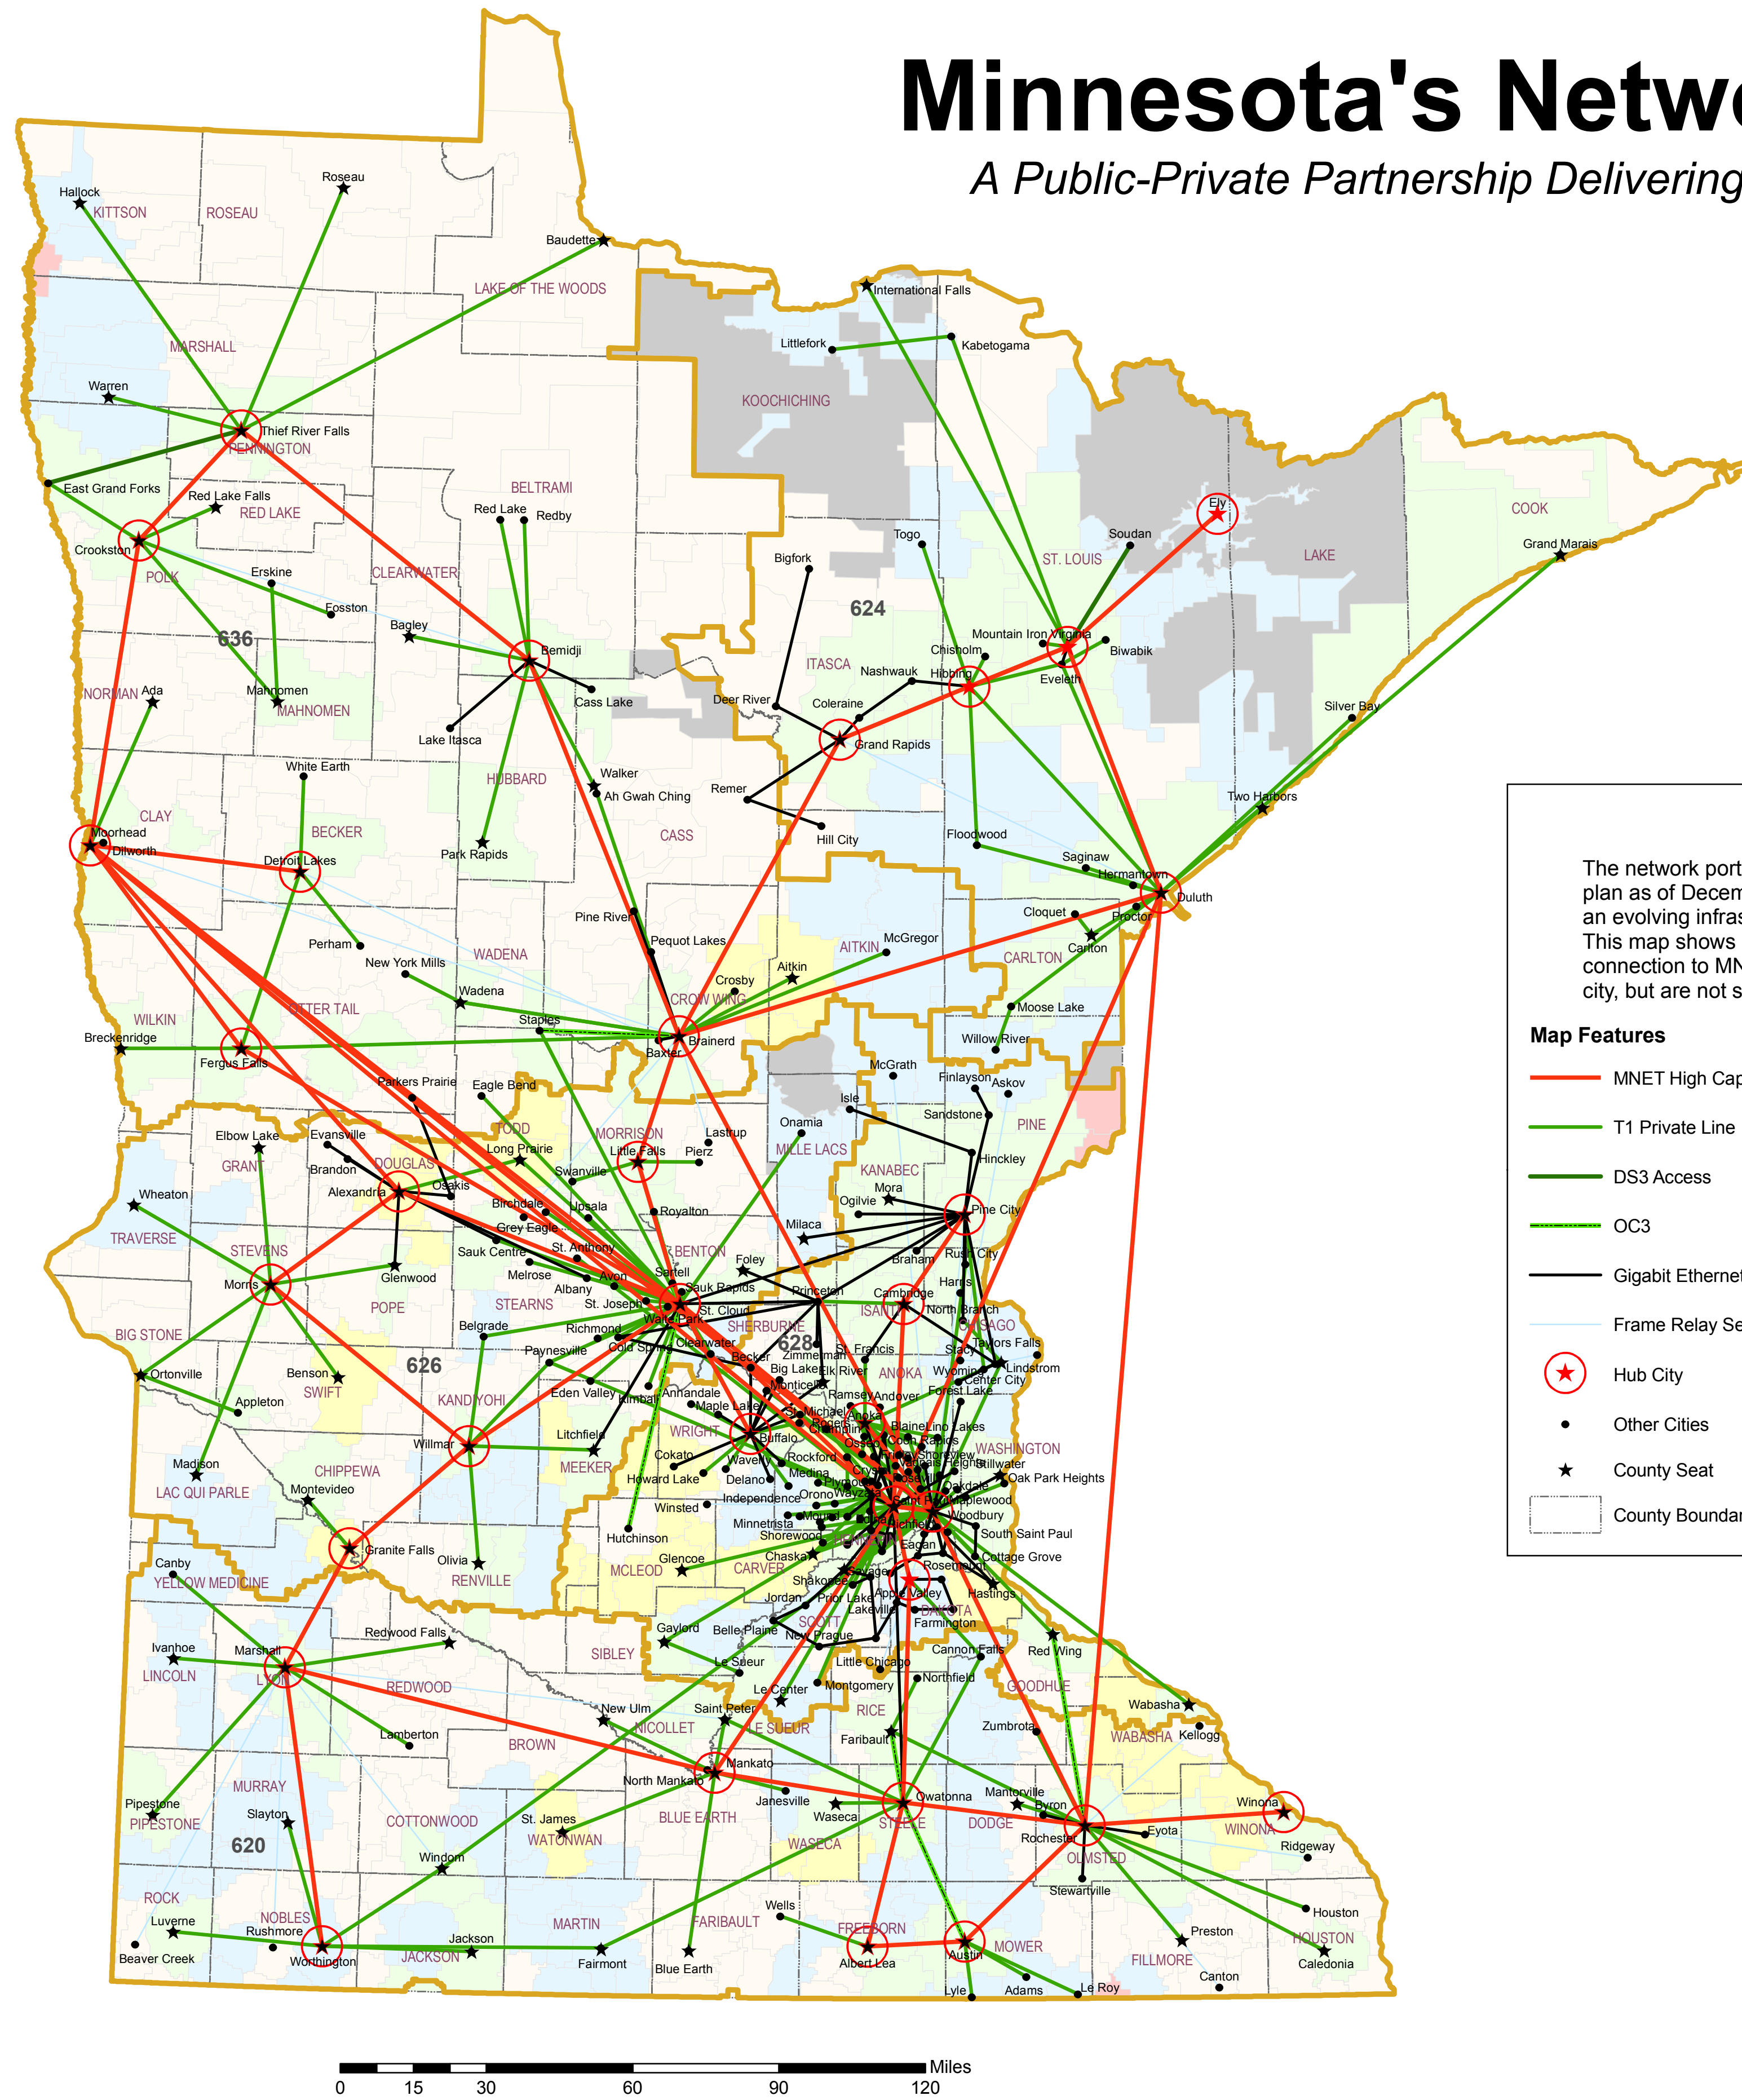 Minnesota's Netwo
A Public-Private Partnership Delivering
Roseau
Hallock
KITTSON
ROSEAU
Baudette
LAKE OF THE WOODS
International Falls
Littlefork
Kabetogama
MARSHALL
Warren
KOOCHICHING
Thief River Falls
PENNINGTON
East Grand Forks
Red Lake Falls
RED LAKE
BELTRAMI
Red Lake
Redby
Ely
COOK
Crookston
POLK
Togo
Soudan
Grand Marais
Bigfork
ST. LOUIS
LAKE
Erskine
CLEARWATER
Fosston
624
Bagley
636
Mountain Iron
Virginia
Chisholm
Biwabik
Bemidji
ITASCA
Nashwauk
Hibbing
Eveleth
NORMAN
Ada
Mahnomen
MAHNOMEN
Cass Lake
Deer River
Coleraine
Silver Bay
Lake Itasca
Grand Rapids
White Earth
HUBBARD
Walker
Ah Gwah Ching
Remer
Two Harbors
CLAY
BECKER
CASS
Hill City
Floodwood
Moorhead
Dilworth
Detroit Lakes
Park Rapids
Saginaw
Hermantown
Duluth
Pine River
Cloquet
Proctor
Perham
Pequot Lakes
McGregor
AITKIN
Carlton
CARLTON
New York Mills
WADENA
Crosby
Aitkin
Wadena
CROW WING
OTTER TAIL
Moose Lake
WILKIN
Staples
Breckenridge
Fergus Falls
Baxter
Brainerd
Willow River
McGrath
Parkers Prairie
Eagle Bend
Finlayson
Askov
Isle
Sandstone
Onamia
PINE
TODD
MORRISON
Lastrup
Elbow Lake
Evansville
GRANT
Brandon
DOUGLAS
Long Prairie
Little Falls
Pierz
MILLE LACS
Hinckley
Swanville
KANABEC
Wheaton
Alexandria
Osakis
Mora
Birchdale
Upsala
Royalton
Ogilvie
Pine City
Grey Eagle
Milaca
TRAVERSE
STEVENS
Sauk Centre
St. Anthony
BENTON
Foley
Braham
Rush City
Morris
Glenwood
Melrose
Albany
Avon
Sartell
Sauk Rapids
Princeton
Cambridge
Harris
POPE
STEARNS
St. Joseph
St. Cloud
Waite Park
ISANTI
North Branch
CHISAGO
BIG STONE
Belgrade
Richmond
SHERBURNE
628
Cold Spring
Clearwater
Zimmerman
St. Francis
Taylors Falls
Stacy
626
Paynesville
Becker
Big Lake
Elk River
ANOKA
Wyoming
Lindstrom
Center City
Ortonville
Benson
SWIFT
Eden Valley
Kimball
Annandale
Monticello
Ramsey
Andover
Forest Lake
Appleton
KANDIYOHI
Maple Lake
St. Michael
Anoka
Rogers
Champlin
Blaine
Lino Lakes
Willmar
Litchfield
WRIGHT
Buffalo
Osseo
Coon Rapids
WASHINGTON
Cokato
Rockford
Shoreview
Stillwater
Madison
CHIPPEWA
MEEKER
Howard Lake
Waverly
Delano
Medina
Oak Park Heights
LAC QUI PARLE
Montevideo
Independence
Orono
Wayzata
Oakdale
Maplewood
Winsted
Minnetrista
Mound
Woodbury
Hutchinson
Shorewood
South Saint Paul
Canby
Granite Falls
Olivia
Glencoe
Chaska
Eagan
Cottage Grove
YELLOW MEDICINE
RENVILLE
MCLEOD
CARVER
Shakopee
Savage
Rosemount
Hastings
Jordan
Prior Lake
Apple Valley
Lakeville
DAKOTA
Farmington
Ivanhoe
Marshall
Redwood Falls
Gaylord
Belle Plaine
SCOTT
New Prague
Cannon Falls
Red Wing
LINCOLN
LYON
SIBLEY
Le Sueur
Little Chicago
Northfield
REDWOOD
Le Center
Montgomery
GOODHUE
Wabasha
New Ulm
Saint Peter
LE SUEUR
RICE
Kellogg
NICOLLET
Faribault
Zumbrota
WABASHA
Lamberton
BROWN
North Mankato
Mankato
MURRAY
Janesville
Waseca
Owatonna
Mantorville
Byron
Winona
Pipestone
PIPESTONE
Slayton
COTTONWOOD
St. James
WATONWAN
BLUE EARTH
WASECA
STEELE
DODGE
Rochester
Eyota
WINONA
620
Windom
OLMSTED
Ridgeway
Stewartville
ROCK
Luverne
NOBLES
Rushmore
MARTIN
FARIBAULT
Wells
FREEBORN
Houston
Beaver Creek
Worthington
JACKSON
Jackson
Fairmont
Blue Earth
Albert Lea
Austin
MOWER
Preston
FILLMORE
HOUSTON
Caledonia
Lyle
Adams
Le Roy
Canton
The network port
plan as of Decem
an evolving infras
This map shows
connection to MN
city, but are not s
Map Features
MNET High Cap
T1 Private Line
DS3 Access
OC3
Gigabit Ethernet
Frame Relay Se
Hub City
Other Cities
County Seat
County Boundar
Miles
0 15 30 60 90 120